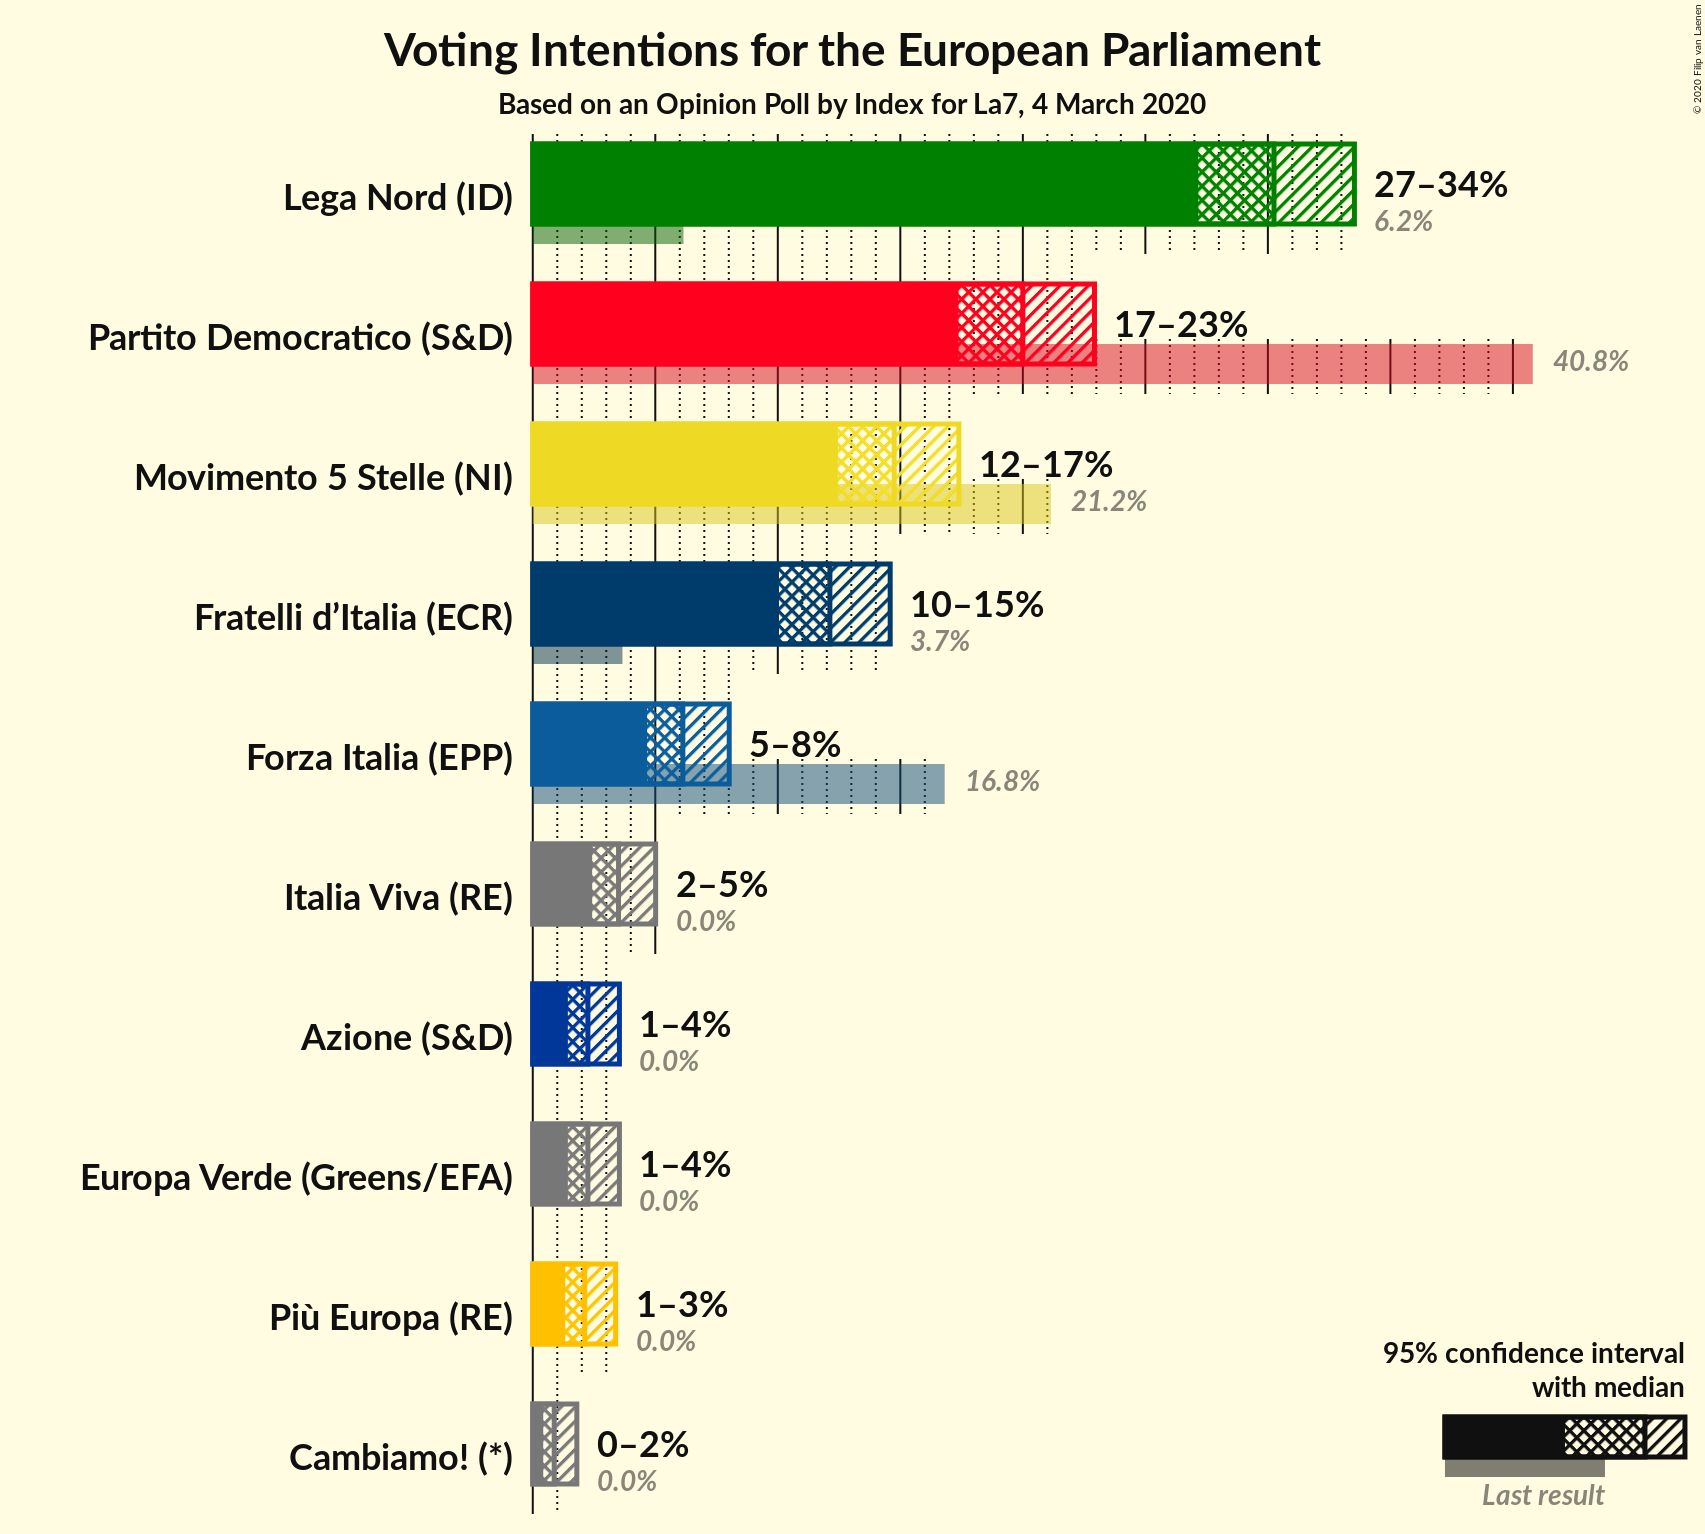 Voting Intentions for the European Parliament
Based on an Opinion Poll by Index for La7, 4 March 2020
© 2020 Filip van Laenen
Lega Nord (ID)
27–34%
6.2%
Partito Democratico (S&D)
17–23%
40.8%
Movimento 5 Stelle (NI)
12–17%
21.2%
Fratelli d’Italia (ECR)
10–15%
3.7%
Forza Italia (EPP)
5–8%
16.8%
Italia Viva (RE)
2–5%
0.0%
Azione (S&D)
1–4%
0.0%
Europa Verde (Greens/EFA)
1–4%
0.0%
Più Europa (RE)
1–3%
0.0%
Cambiamo! (*)
0–2%
0.0%
95% confidence interval
with median
Last result